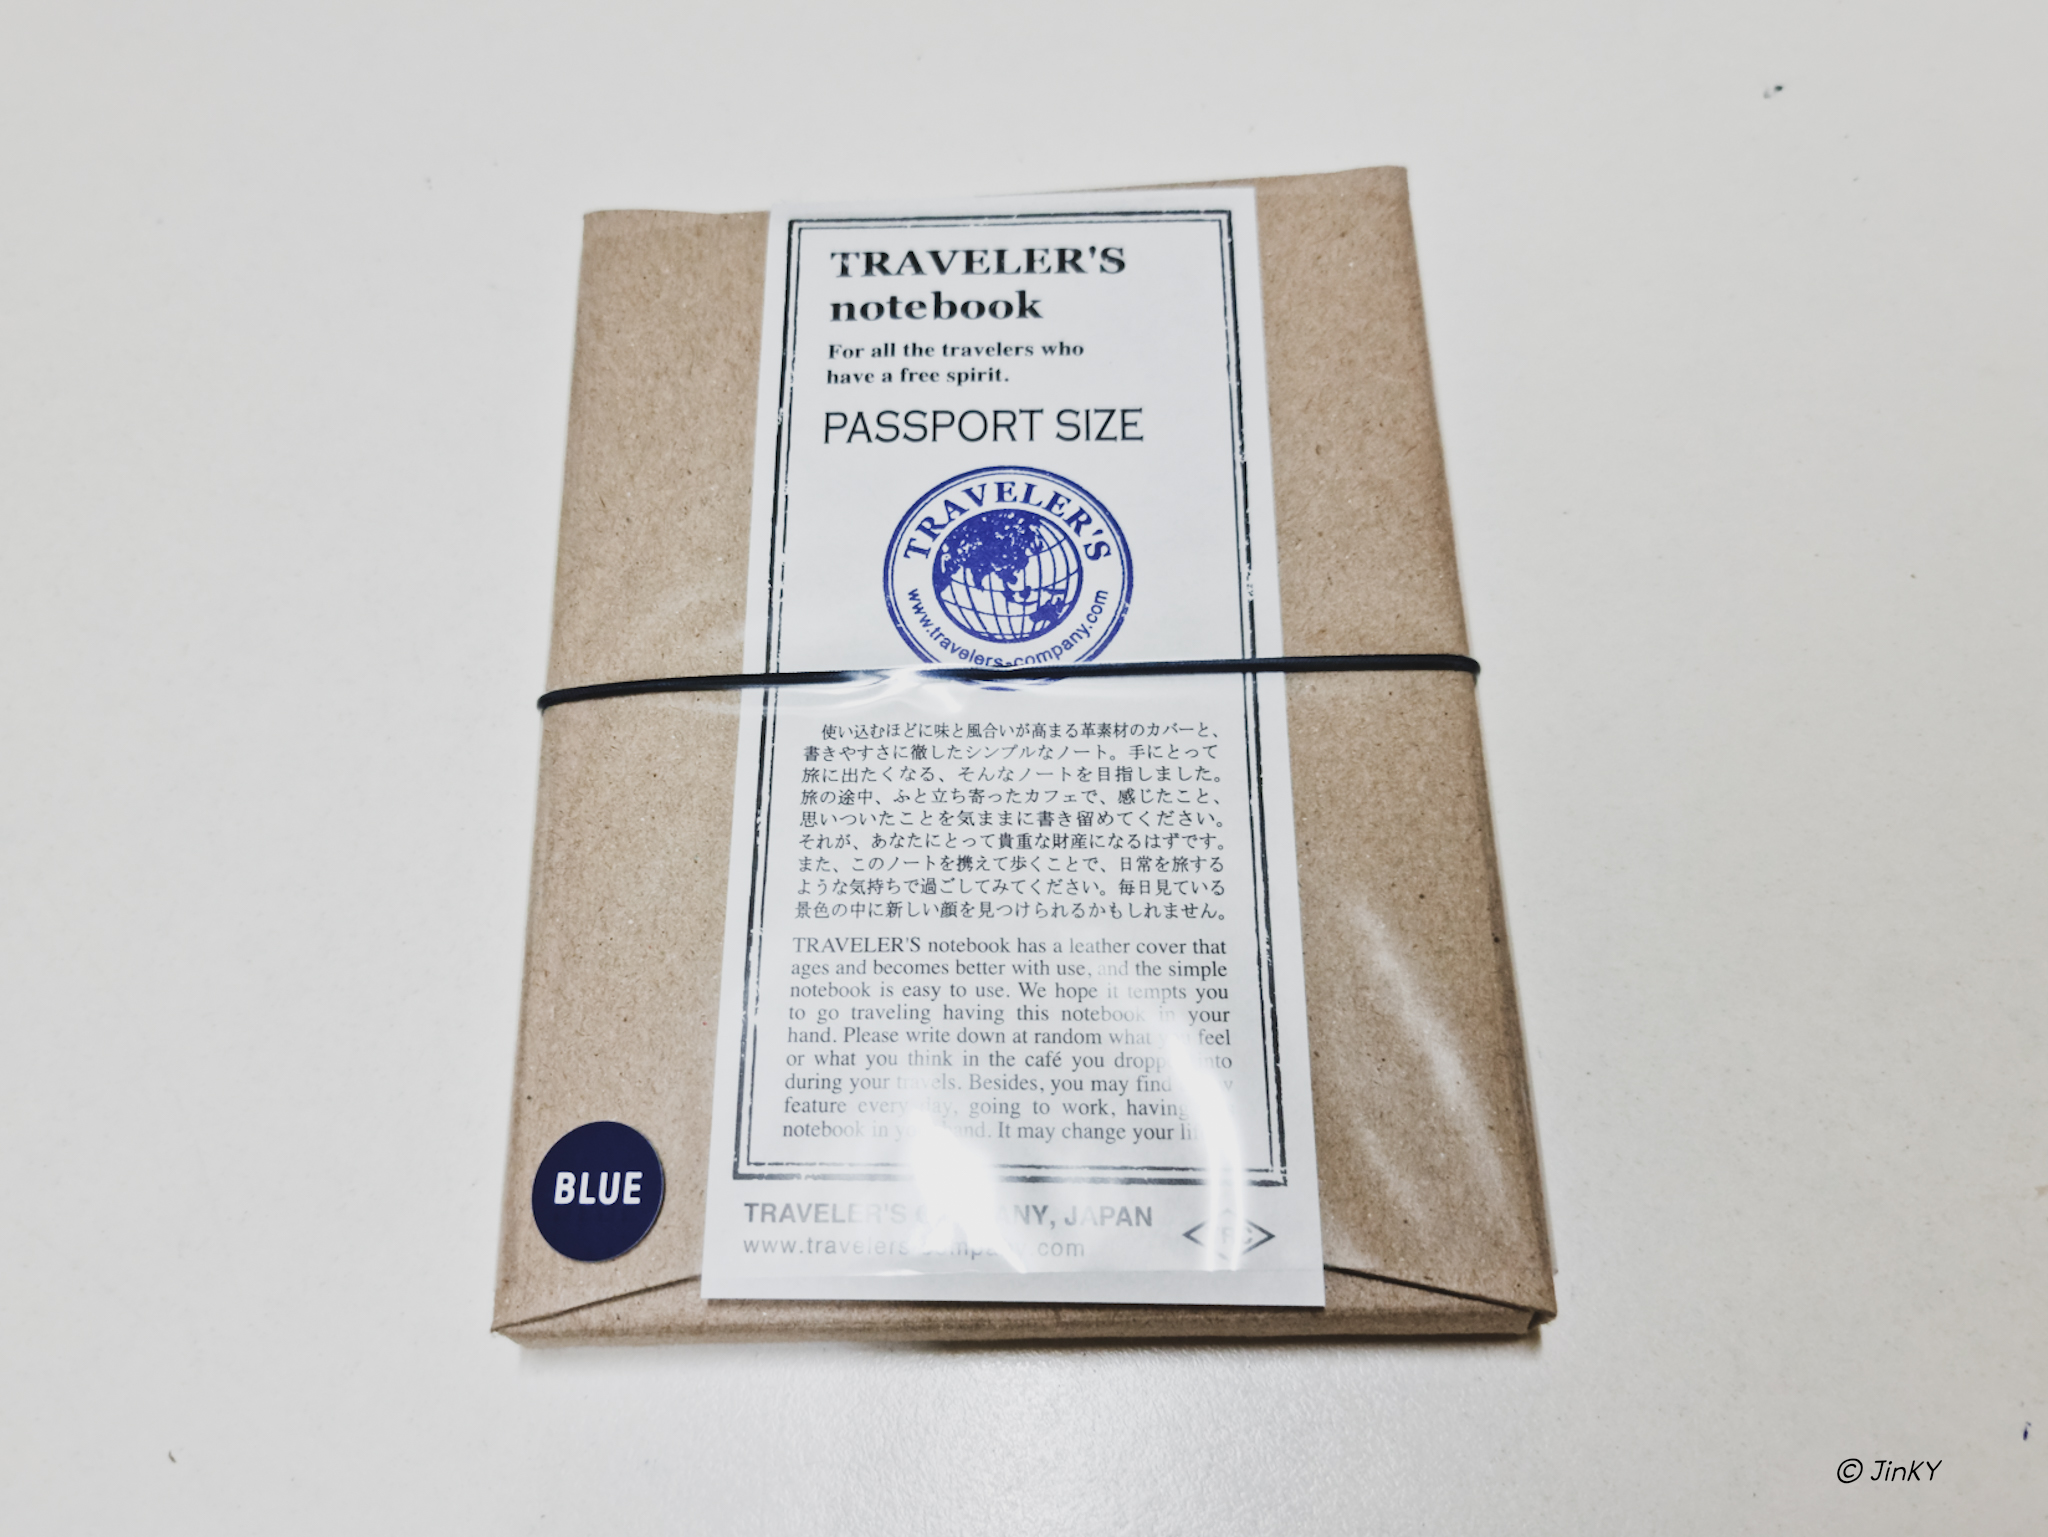 TRAVELER'S
notebook
For all the travelers who
have a free spirit.
PASSPORT SIZE
TRAVELER'S
www.travelers-company.com
使い込むほどに味と風合いが高まる革素材のカバーと、
書きやすさに徹したシンプルなノート。手にとって
旅に出たくなる、そんなノートを目指しました。
旅の途中、ふと立ち寄ったカフェで、感じたこと、
思いついたことを気ままに書き留めてください。
それが、あなたにとって貴重な財産になるはずです。
また、このノートを携えて歩くことで、日常を旅する
ような気持ちで過ごしてみてください。毎日見ている
景色の中に新しい顔を見つけられるかもしれません。
TRAVELER'S notebook has a leather cover that
ages and becomes better with use, and the simple
notebook is easy to use. We hope it tempts you
to go traveling having this notebook in your
hand. Please write down at random what you feel
or what you think in the café you into
during your travels. Besides, you may find
feature every day, going to work, having
notebook in hand. It may change your
BLUE
TRAVELER'S COMPANY, JAPAN
www.travelers-company.com
© JinKY